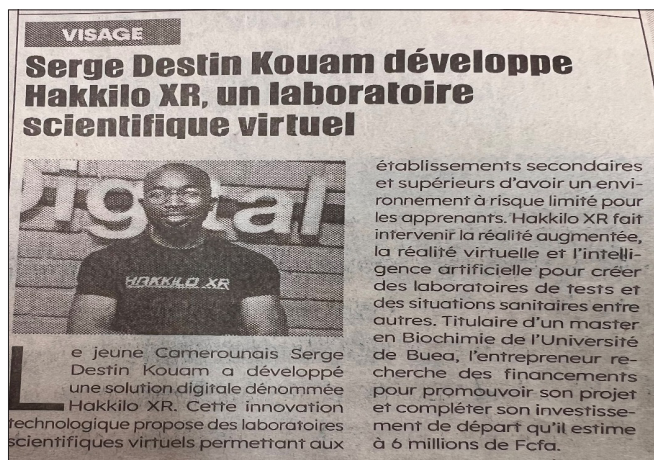 VISAGE
Serge Destin Kouam développe
Hakkilo XR, un laboratoire
scientifique virtuel
Digital
HAKKILO XR
Le jeune Camerounais Serge
Destin Kouam a développé
une solution digitale dénommée
Hakkilo XR. Cette innovation
technologique propose des laboratoires
scientifiques virtuels permettant aux
établissements secondaires
et supérieurs d'avoir un envi-
ronnement à risque limité pour
les apprenants. Hakkilo XR fait
intervenir la réalité augmentée,
la réalité virtuelle et l'intelli-
gence artificielle pour créer
des laboratoires de tests et
des situations sanitaires entre
autres. Titulaire d'un master
en Biochimie de l'Université
de Buea, l'entrepreneur re-
cherche des financements
pour promouvoir son projet
et compléter son investisse-
ment de départ qu'il estime
à 6 millions de Fcfa.